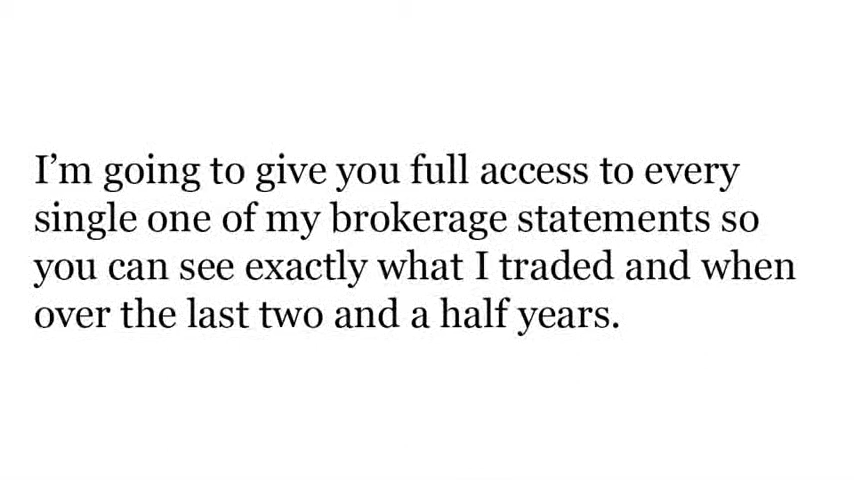 I’m going to give you full access to every
single one of my brokerage statements so
you can see exactly what I traded and when
over the last two and a half years.